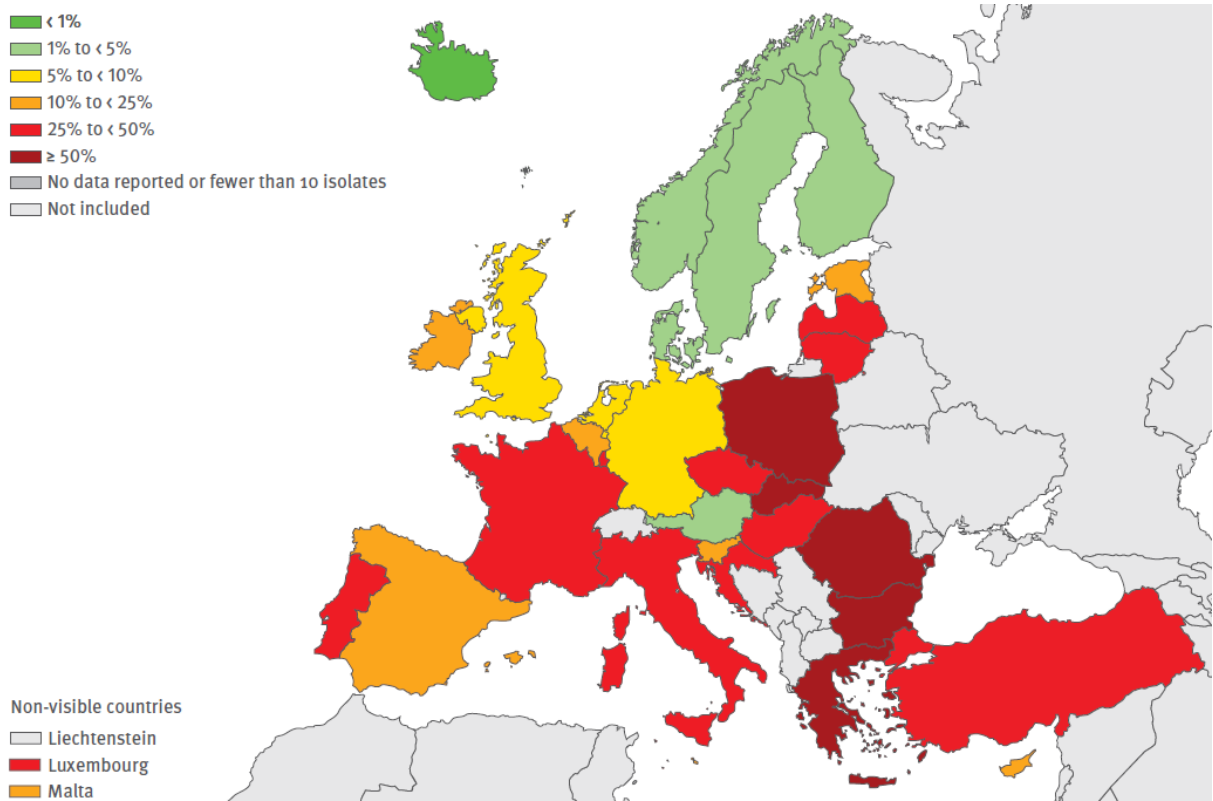 < 1%
1% to < 5%
5% to < 10%
10% to < 25%
25% to < 50%
≥ 50%
No data reported or fewer than 10 isolates
Not included
Non-visible countries
Liechtenstein
Luxembourg
Malta